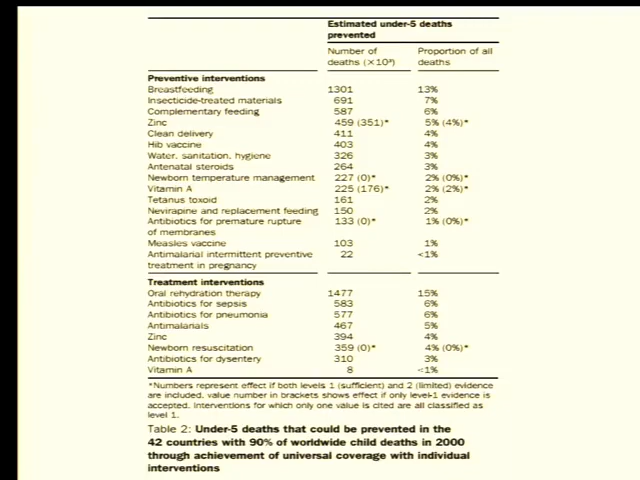 Estimated under-5 deaths
prevented
Number of Proportion of all
deaths (×10³) deaths
Preventive interventions
Breastfeeding 1301 13%
Insecticide-treated materials 691 7%
Complementary feeding 587 6%
Zinc 459 (351)* 5% (4%)*
Clean delivery 411 4%
Hib vaccine 403 4%
Water, sanitation, hygiene 326 3%
Antenatal steroids 264 3%
Newborn temperature management 227 (0)* 2% (0%)*
Vitamin A 225 (176)* 2% (2%)*
Tetanus toxoid 161 2%
Nevirapine and replacement feeding 150 2%
Antibiotics for premature rupture 133 (0)* 1% (0%)*
of membranes
Measles vaccine 103 1%
Antimalarial intermittent preventive 22 <1%
treatment in pregnancy
Treatment interventions
Oral rehydration therapy 1477 15%
Antibiotics for sepsis 583 6%
Antibiotics for pneumonia 577 6%
Antimalarials 467 5%
Zinc 394 4%
Newborn resuscitation 359 (0)* 4% (0%)*
Antibiotics for dysentery 310 3%
Vitamin A 8 <1%
*Numbers represent effect if both levels 1 (sufficient) and 2 (limited) evidence
are included, value number in brackets shows effect if only level-1 evidence is
accepted. Interventions for which only one value is cited are all classified as
level 1.
Table 2: Under-5 deaths that could be prevented in the
42 countries with 90% of worldwide child deaths in 2000
through achievement of universal coverage with individual
interventions